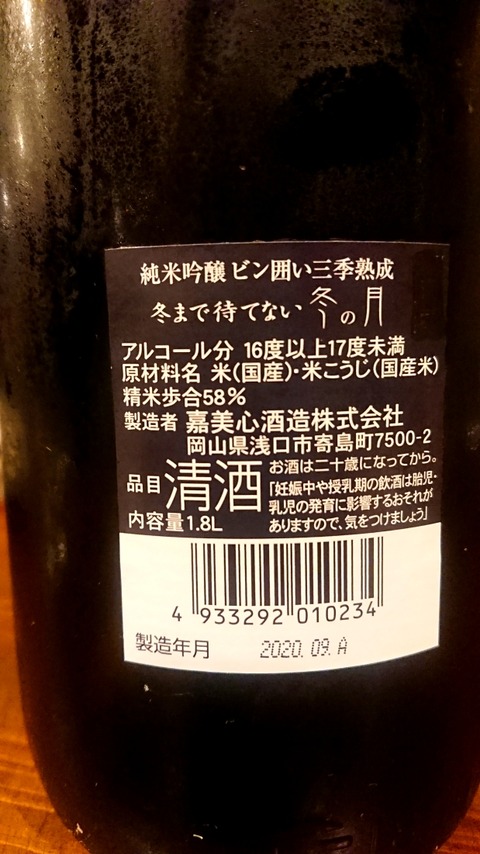 純米吟醸 ビン囲い三季熟成
冬まで待てない 冬の月
アルコール分 16度以上17度未満
原材料名 米(国産)・米こうじ(国産米)
精米歩合58%
製造者 嘉美心酒造株式会社
岡山県浅口市寄島町7500-2
品目 清酒
内容量1.8L
お酒は二十歳になってから。
「妊娠中や授乳期の飲酒は胎児・
乳児の発育に影響するおそれが
ありますので、気をつけましょう」
4 933292 010234
製造年月 2020. 09. A